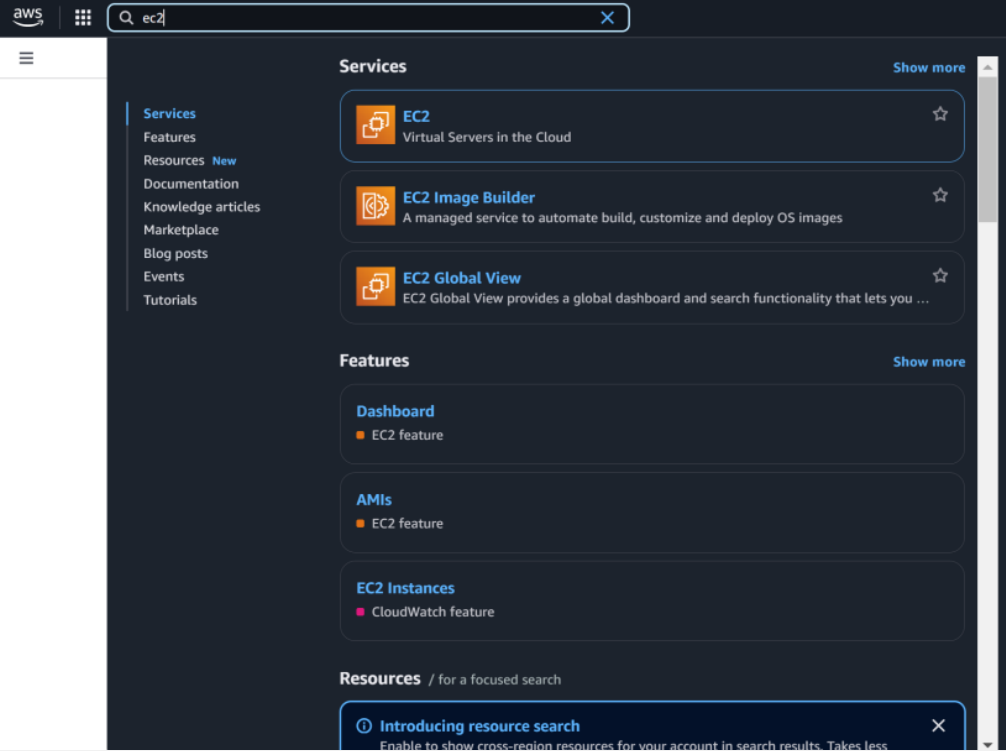 aws
ec2
Services
Show more
Services
Features
Resources New
Documentation
Knowledge articles
Marketplace
Blog posts
Events
Tutorials
EC2
Virtual Servers in the Cloud
EC2 Image Builder
A managed service to automate build, customize and deploy OS images
EC2 Global View
EC2 Global View provides a global dashboard and search functionality that lets you ...
Features
Show more
Dashboard
EC2 feature
AMIs
EC2 feature
EC2 Instances
CloudWatch feature
Resources / for a focused search
Introducing resource search
Enable to show cross-region resources for your account in search results. Takes less